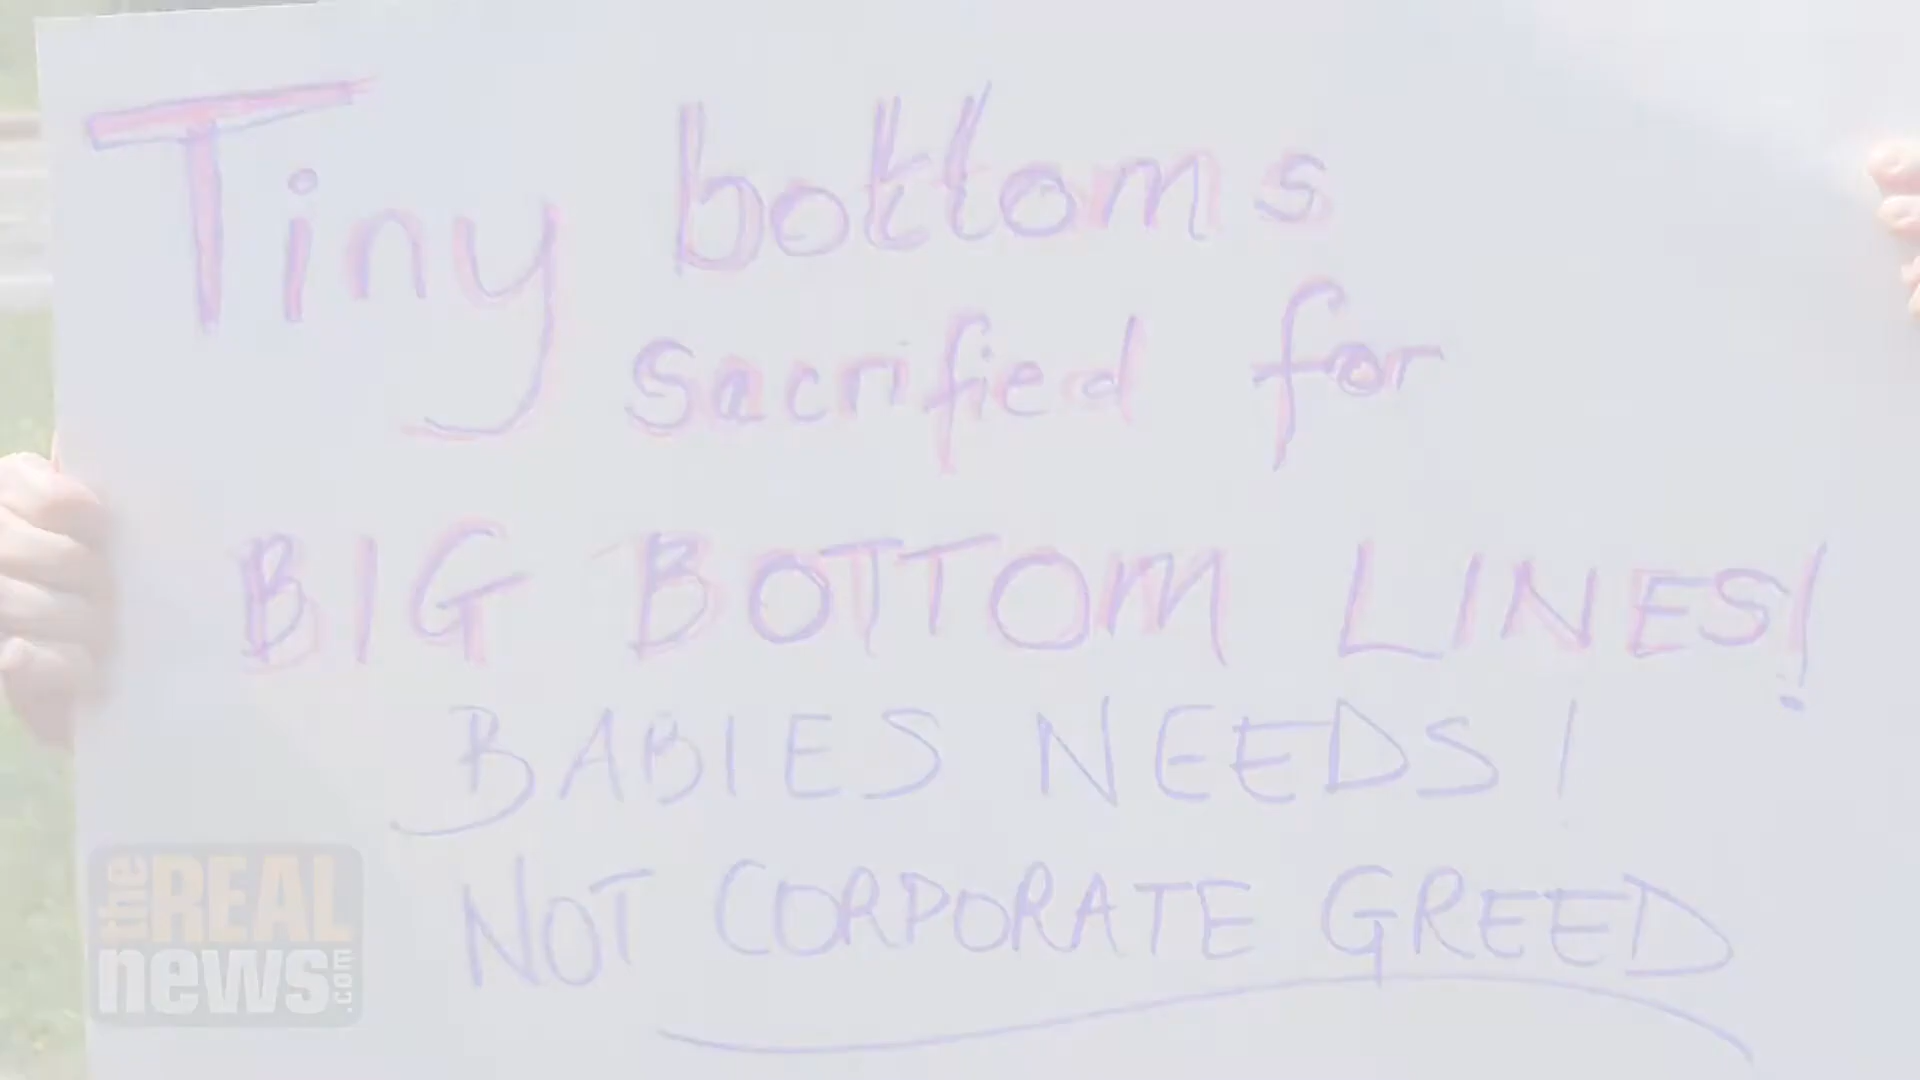 Tiny bottoms
sacrified for
BIG BOTTOM LINES!
BABIES NEEDS!
NOT CORPORATE GREED
the REAL
news.com